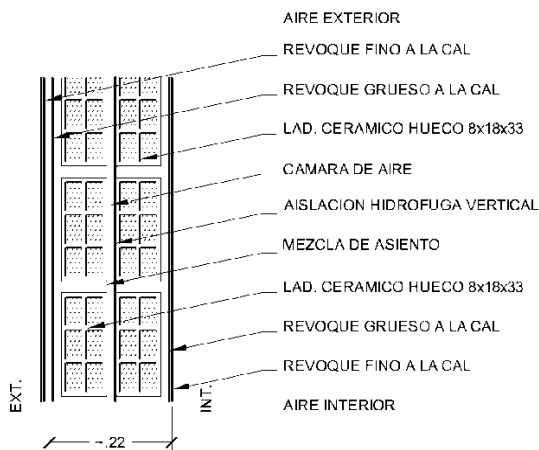 AIRE EXTERIOR
REVOQUE FINO A LA CAL
REVOQUE GRUESO A LA CAL
LAD. CERAMICO HUECO 8x18x33
CAMARA DE AIRE
AISLACION HIDROFUGA VERTICAL
MEZCLA DE ASIENTO
LAD. CERAMICO HUECO 8x18x33
REVOQUE GRUESO A LA CAL
REVOQUE FINO A LA CAL
AIRE INTERIOR
EXT.
INT.
~.22